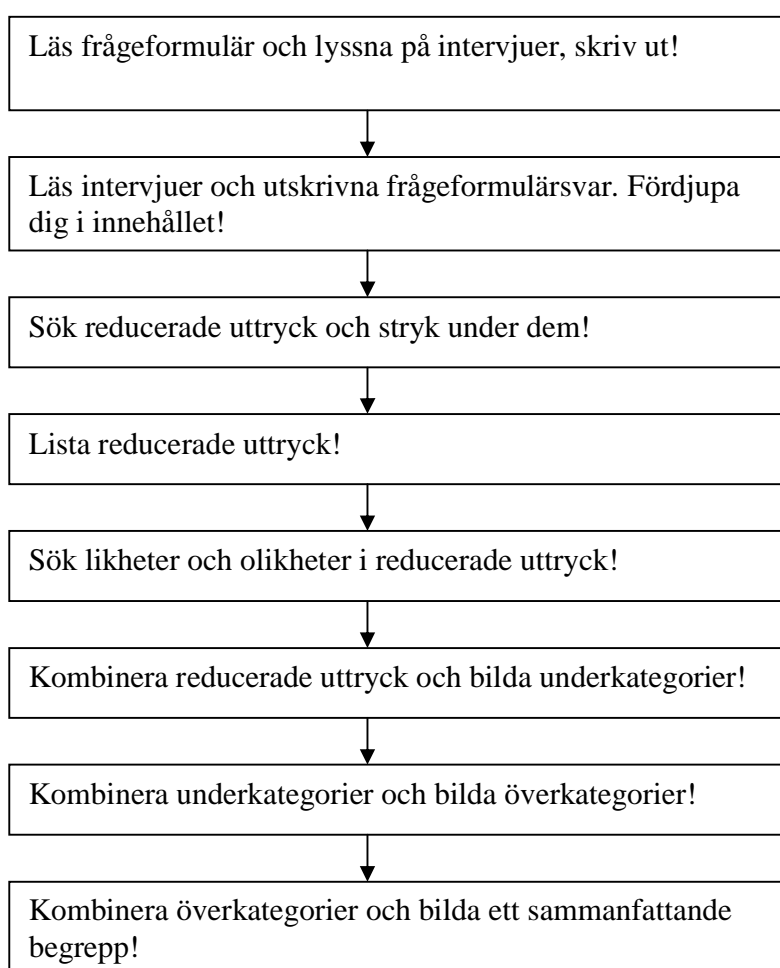 Läs frågeformulär och lyssna på intervjuer, skriv ut!
Läs intervjuer och utskrivna frågeformulärsvar. Fördjupa
dig i innehållet!
Sök reducerade uttryck och stryk under dem!
Lista reducerade uttryck!
Sök likheter och olikheter i reducerade uttryck!
Kombinera reducerade uttryck och bilda underkategorier!
Kombinera underkategorier och bilda överkategorier!
Kombinera överkategorier och bilda ett sammanfattande
begrepp!